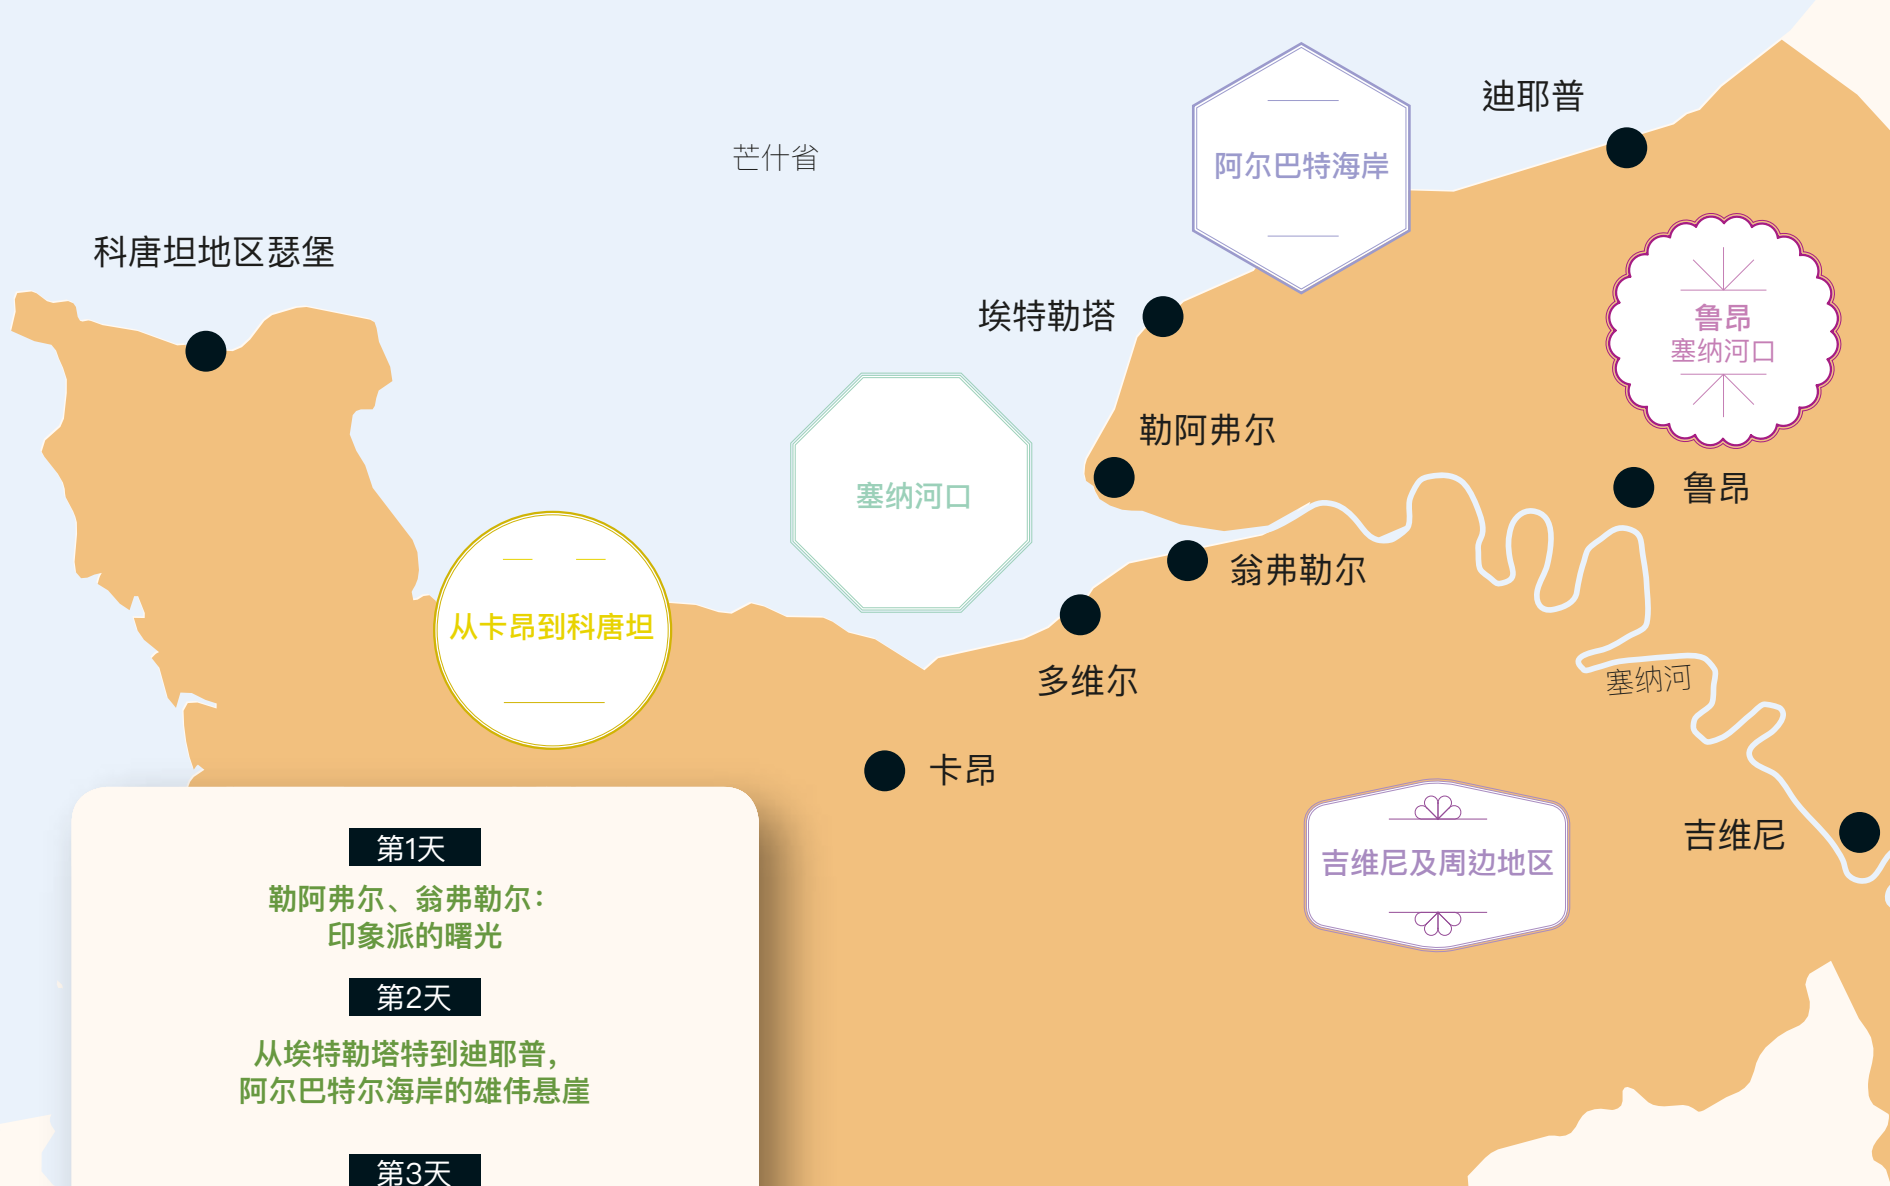 迪耶普
芒什省
阿尔巴特海岸
科唐坦地区瑟堡
埃特勒塔
鲁昂
塞纳河口
勒阿弗尔
塞纳河口
鲁昂
翁弗勒尔
从卡昂到科唐坦
多维尔
塞纳河
卡昂
吉维尼
吉维尼及周边地区
第1天
勒阿弗尔、翁弗勒尔：
印象派的曙光
第2天
从埃特勒塔特到迪耶普，
阿尔巴特尔海岸的雄伟悬崖
第3天